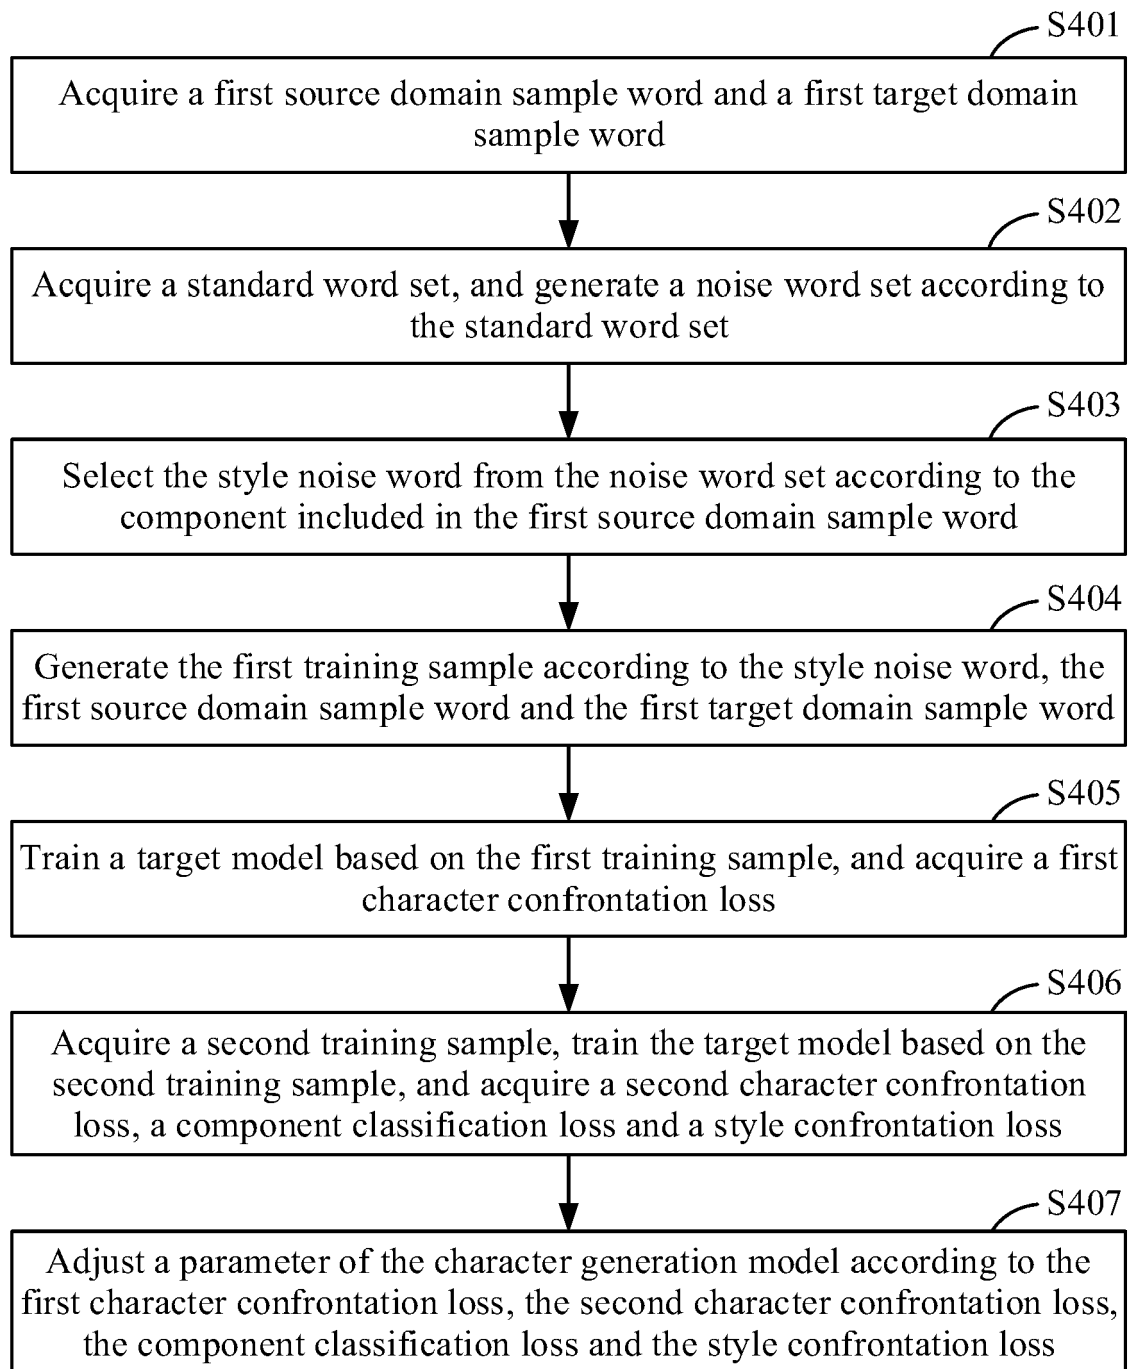 S401
Acquire a first source domain sample word and a first target domain
sample word
S402
Acquire a standard word set, and generate a noise word set according to
the standard word set
S403
Select the style noise word from the noise word set according to the
component included in the first source domain sample word
S404
Generate the first training sample according to the style noise word, the
first source domain sample word and the first target domain sample word
S405
Train a target model based on the first training sample, and acquire a first
character confrontation loss
S406
Acquire a second training sample, train the target model based on the
second training sample, and acquire a second character confrontation
loss, a component classification loss and a style confrontation loss
S407
Adjust a parameter of the character generation model according to the
first character confrontation loss, the second character confrontation loss,
the component classification loss and the style confrontation loss